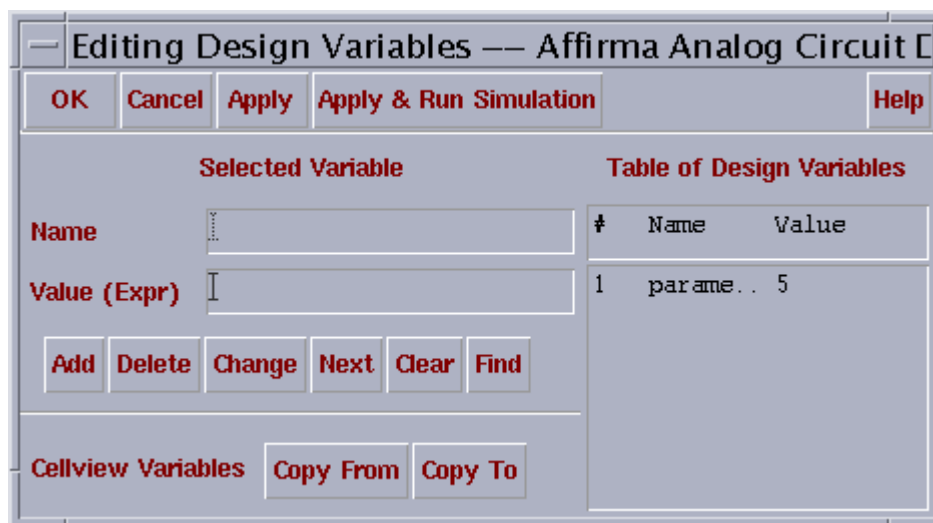 Editing Design Variables –– Affirma Analog Circuit D
OK Cancel Apply Apply & Run Simulation Help
Selected Variable
Table of Design Variables
Name
# Name Value
Value (Expr)
1 parame.. 5
Add Delete Change Next Clear Find
Cellview Variables Copy From Copy To